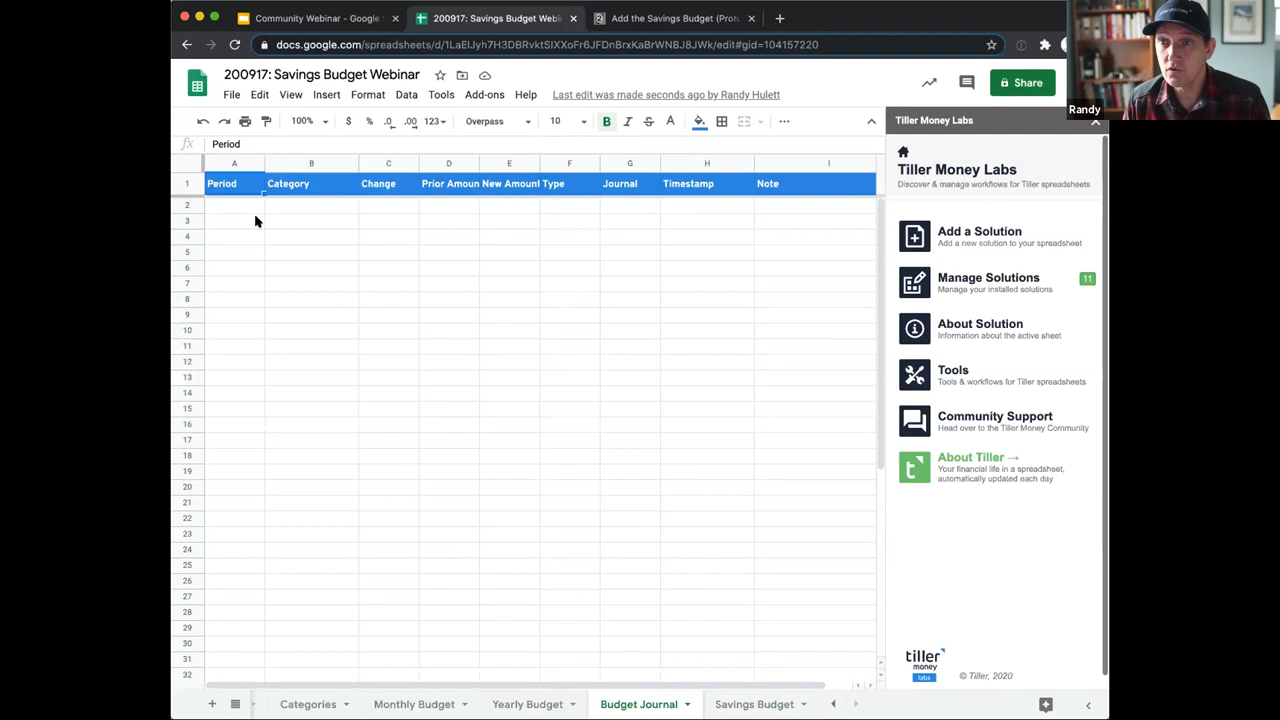 Community Webinar - Google
200917: Savings Budget Webi
Add the Savings Budget (Prot
docs.google.com/spreadsheets/d/1LaEIJyh7H3DBRvktSIXXoFr6JFDnBrxKaBrWNBJ8JWk/edit#gid=104157220
200917: Savings Budget Webinar
File Edit View Format Data Tools Add-ons Help Last edit was made seconds ago by Randy Hulett
Share
Randy
100% $ .00 123 Overpass 10 B I S A
Tiller Money Labs
fx Period
A B C D E F G H I
1 Period Category Change Prior Amoun New Amount Type Journal Timestamp Note
2
3
4
5
6
7
8
9
10
11
12
13
14
15
16
17
18
19
20
21
22
23
24
25
26
27
28
29
30
31
32
Tiller Money Labs
Discover & manage workflows for Tiller spreadsheets
Add a Solution
Add a new solution to your spreadsheet
Manage Solutions
11
Manage your installed solutions
About Solution
Information about the active sheet
Tools
Tools & workflows for Tiller spreadsheets
Community Support
Head over to the Tiller Money Community
About Tiller →
Your financial life in a spreadsheet,
automatically updated each day
tiller
money
labs
© Tiller, 2020
Categories Monthly Budget Yearly Budget Budget Journal Savings Budget